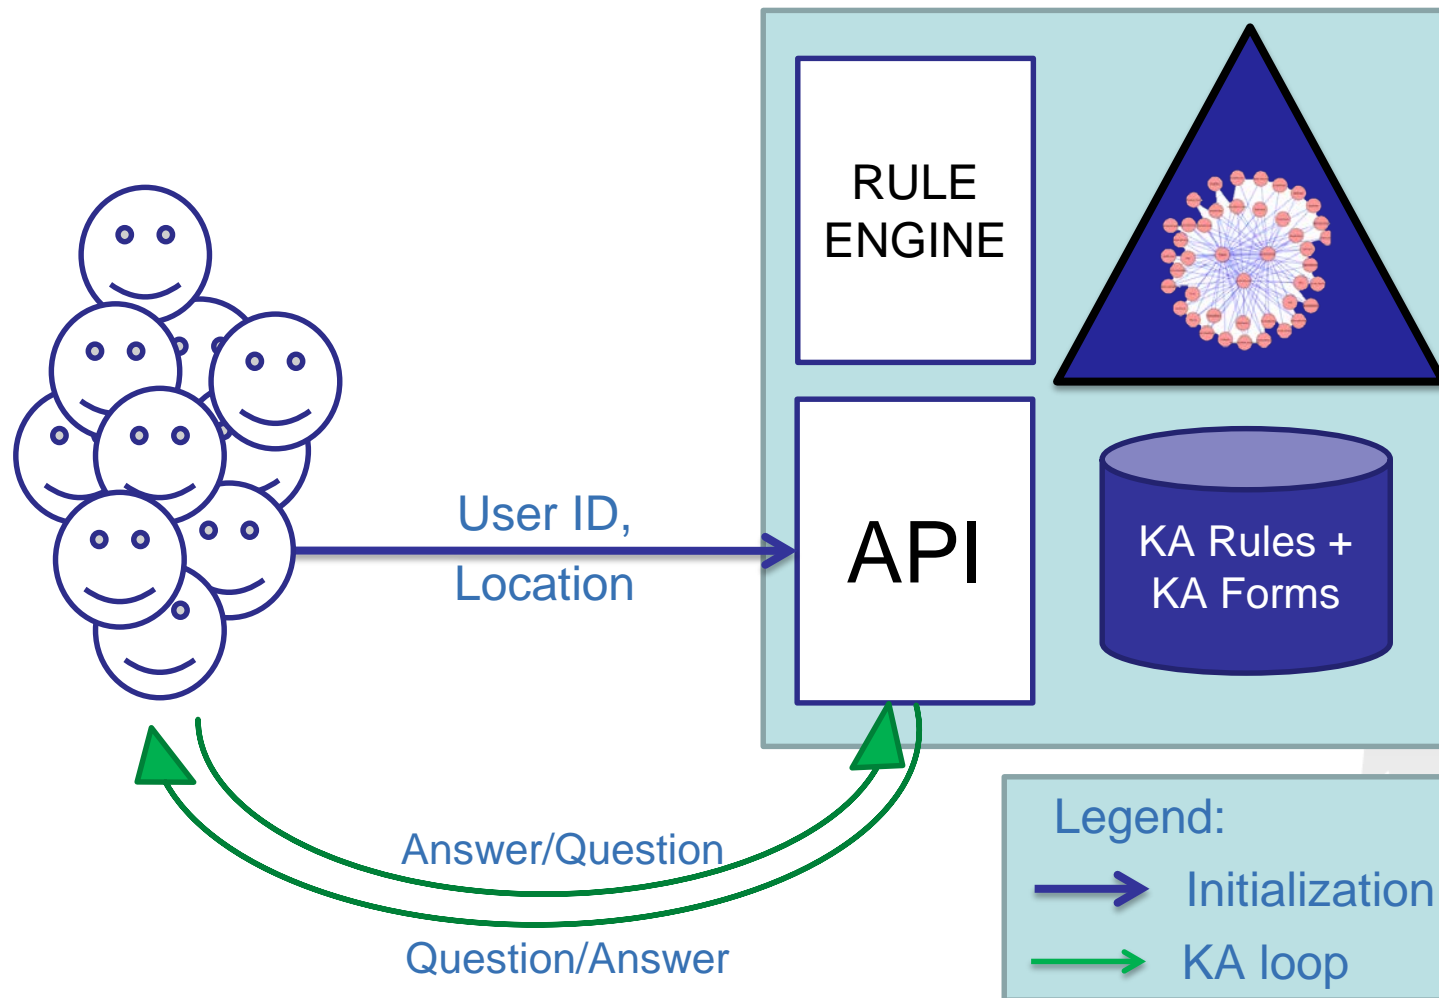 RULE
ENGINE
User ID,
Location
API
KA Rules +
KA Forms
Answer/Question
Question/Answer
Legend:
Initialization
KA loop